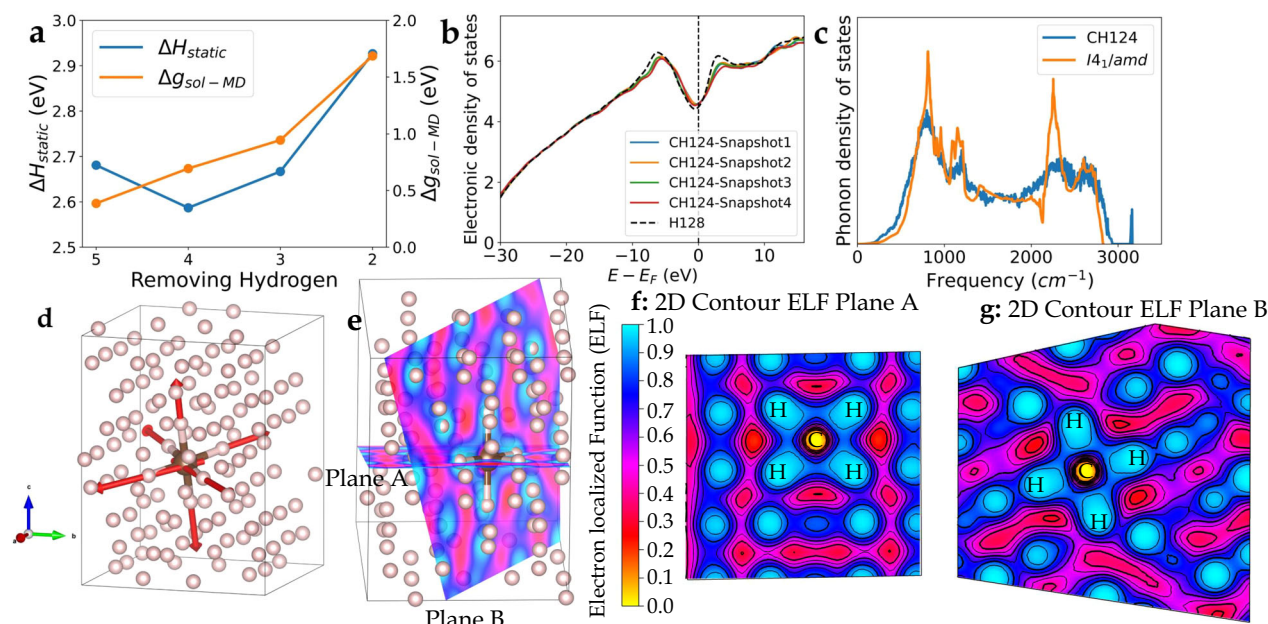 a
ΔH_static
Δg_sol−MD
3.0
2.9
2.8
2.7
2.6
2.5
ΔH_static (eV)
2.0
1.5
1.0
0.5
0.0
Δg_sol−MD (eV)
5 4 3 2
Removing Hydrogen
b
Electronic density of states
6
4
2
0
CH124-Snapshot1
CH124-Snapshot2
CH124-Snapshot3
CH124-Snapshot4
H128
−30 −20 −10 0 10
E − E_F (eV)
c
Phonon density of states
CH124
I4₁/amd
0 1000 2000 3000
Frequency (cm⁻¹)
d
c
a
b
e
Plane A
Plane B
f: 2D Contour ELF Plane A
Electron localized Function (ELF)
1.0
0.9
0.8
0.7
0.6
0.5
0.4
0.3
0.2
0.1
0.0
H H
C
H H
g: 2D Contour ELF Plane B
H
H
C
H
H